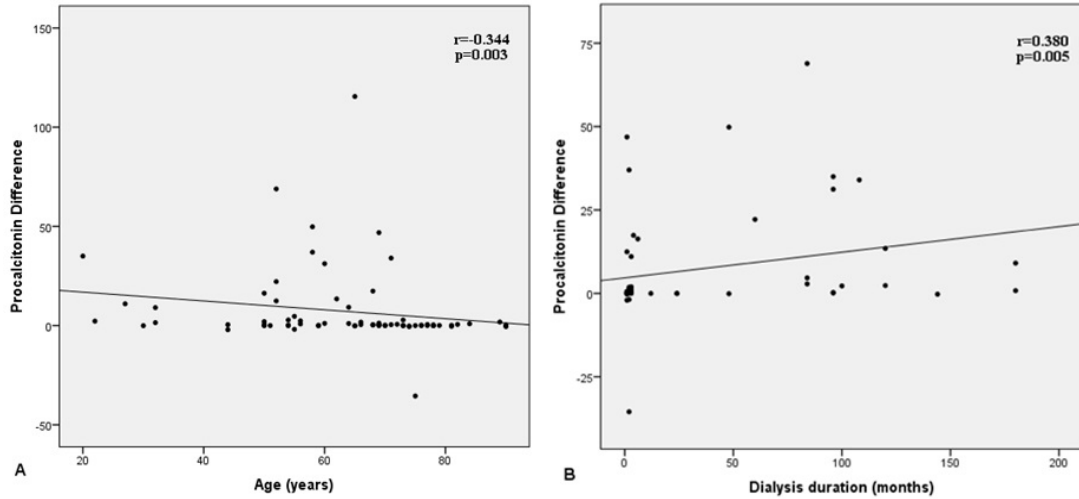 150
100
50
0
-50
r=-0.344
p=0.003
Procalcitonin Difference
20
40
60
80
Age (years)
A
75
50
25
0
-25
r=0.380
p=0.005
Procalcitonin Difference
0
50
100
150
200
Dialysis duration (months)
B